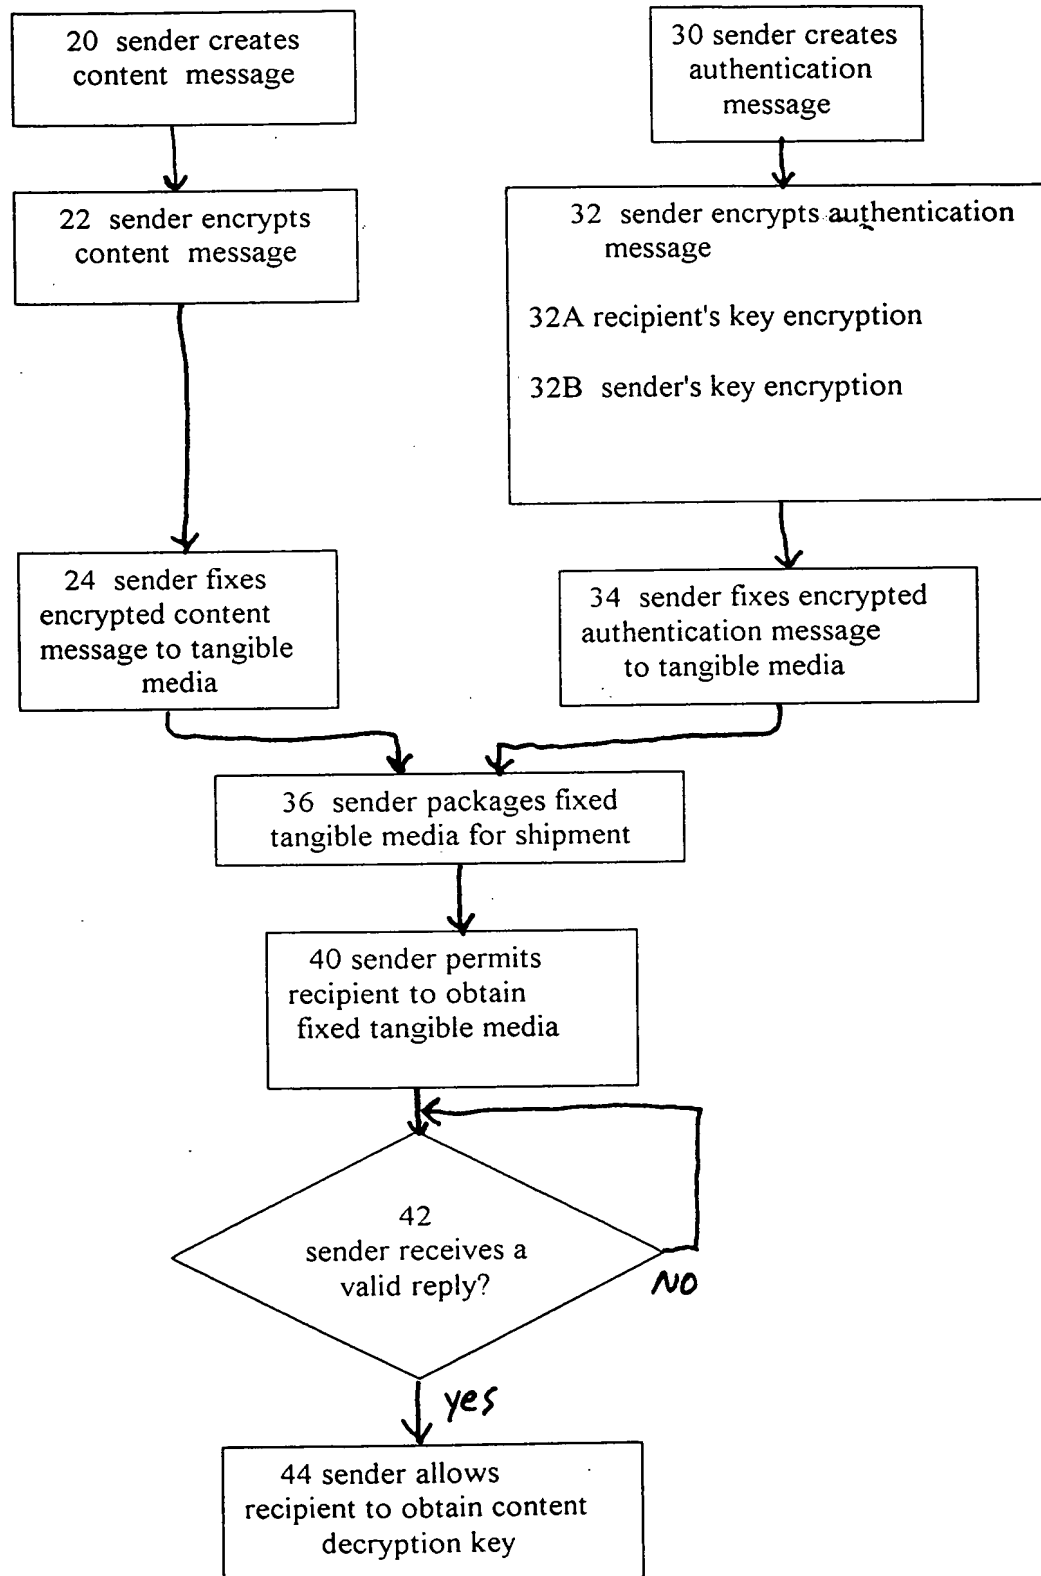 20 sender creates
content message
30 sender creates
authentication
message
22 sender encrypts
content message
32 sender encrypts authentication
message
32A recipient's key encryption
32B sender's key encryption
24 sender fixes
encrypted content
message to tangible
media
34 sender fixes encrypted
authentication message
to tangible media
36 sender packages fixed
tangible media for shipment
40 sender permits
recipient to obtain
fixed tangible media
42
sender receives a
valid reply?
NO
yes
44 sender allows
recipient to obtain content
decryption key